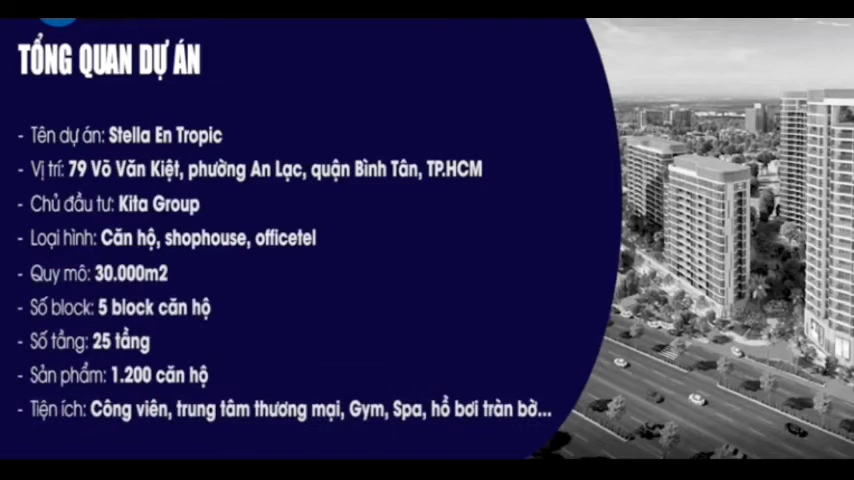 TỔNG QUAN DỰ ÁN
- Tên dự án: Stella En Tropic
- Vị trí: 79 Võ Văn Kiệt, phường An Lạc, quận Bình Tân, TP.HCM
- Chủ đầu tư: Kita Group
- Loại hình: Căn hộ, shophouse, officetel
- Quy mô: 30.000m2
- Số block: 5 block căn hộ
- Số tầng: 25 tầng
- Sản phẩm: 1.200 căn hộ
- Tiện ích: Công viên, trung tâm thương mại, Gym, Spa, hồ bơi tràn bờ...